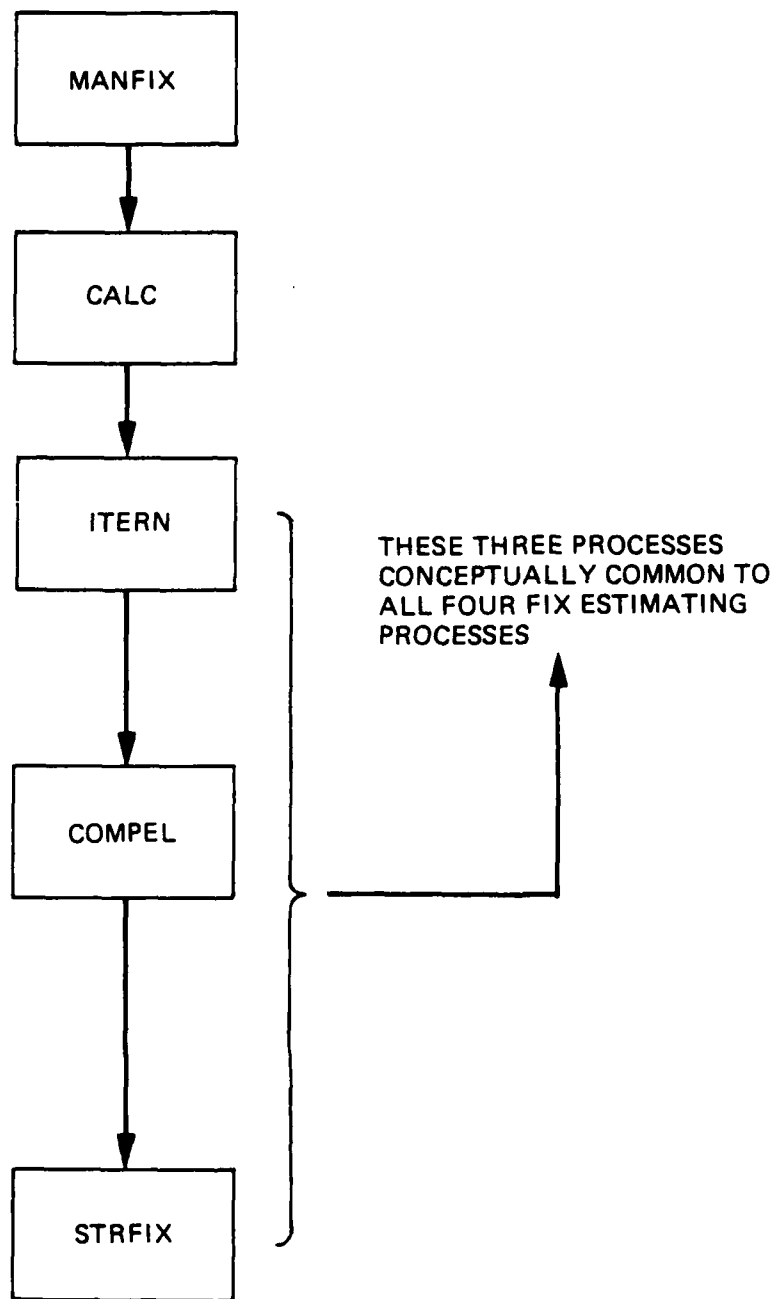 MANFIX
CALC
ITERN
THESE THREE PROCESSES
CONCEPTUALLY COMMON TO
ALL FOUR FIX ESTIMATING
PROCESSES
COMPEL
STRFIX